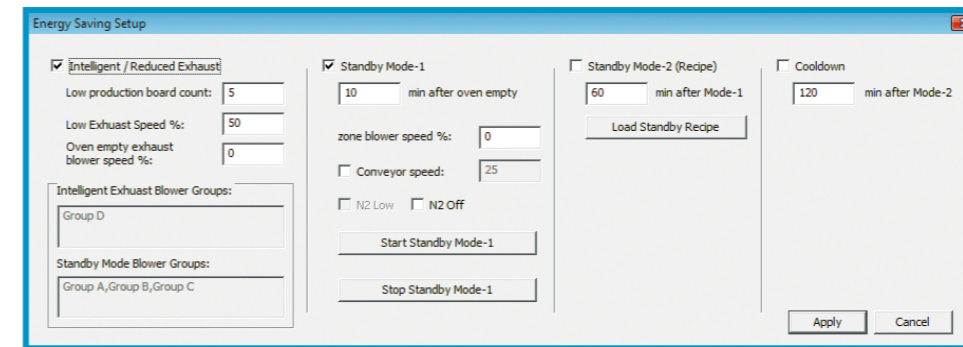 Energy Saving Setup
Intelligent / Reduced Exhaust
Low production board count: 5
Low Exhuast Speed %: 50
Oven empty exhaust
blower speed %: 0
Intelligent Exhuast Blower Groups:
Group D
Standby Mode Blower Groups:
Group A,Group B,Group C
Standby Mode-1
10 min after oven empty
zone blower speed %: 0
Conveyor speed: 25
N2 Low N2 Off
Start Standby Mode-1
Stop Standby Mode-1
Standby Mode-2 (Recipe)
60 min after Mode-1
Load Standby Recipe
Cooldown
120 min after Mode-2
Apply Cancel